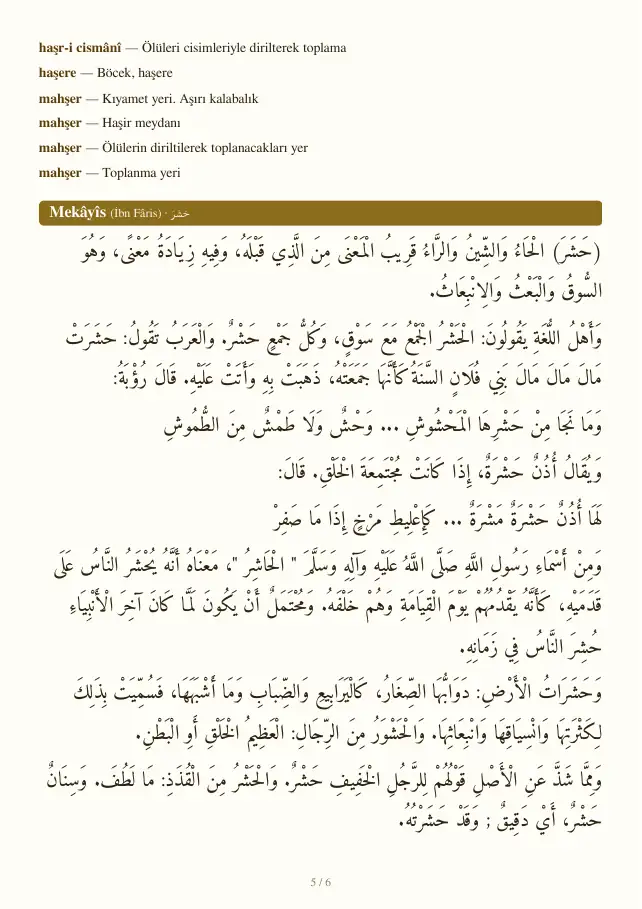 haşr-i cismânî — Ölüleri cisimleriyle dirilterek toplama
haşere — Böcek, haşere
mahşer — Kıyamet yeri. Aşırı kalabalık
mahşer — Haşir meydanı
mahşer — Ölülerin diriltilerek toplanacakları yer
mahşer — Toplanma yeri
Mekâyîs (İbn Fâris) · حَشَرَ
(حَشَرَ) الْحَاءُ وَالشِّينُ وَالرَّاءُ قَرِيبُ الْمَعْنَى مِنَ الَّذِي قَبْلَهُ، وَفِيهِ زِيَادَةُ مَعْنًى، وَهُوَ
السُّوقُ وَالْبَعْثُ وَالِانْبِعَاثُ.
وَأَهْلُ اللُّغَةِ يَقُولُونَ: الْحَشْرُ الْجَمْعُ مَعَ سَوْقٍ، وَكُلُّ جَمْعٍ حَشْرٌ. وَالْعَرَبُ تَقُولُ: حَشَرَتْ
مَالَ مَال مَالَ بَنِي فُلَانٍ السَّنَةُ كَأَنَّهَا جَمَعَتْهُ، ذَهَبَتْ بِهِ وَأَتَتْ عَلَيْهِ. قَالَ رُؤْبَةُ:
وَمَا نَجَا مِنْ حَشْرِهَا الْمَحْشُوشِ ... وَحْشٌ وَلَا طَمْشٌ مِنَ الطُّمُوشِ
وَيُقَالُ أُذُنٌ حَشْرَةٌ، إِذَا كَانَتْ مُجْتَمِعَةَ الْخَلْقِ. قَالَ:
لَهَا أُذُنٌ حَشْرَةٌ مَشْرَةٌ ... كَإِعْلِيطِ مَرْخٍ إِذَا مَا صَفِرْ
وَمِنْ أَسْمَاءِ رَسُولِ اللَّهِ صَلَّى اللَّهُ عَلَيْهِ وَآلِهِ وَسَلَّمَ " الْحَاشِرُ "، مَعْنَاهُ أَنَّهُ يُحْشَرُ النَّاسُ عَلَى
قَدَمَيْهِ، كَأَنَّهُ يَقْدُمُهُمْ يَوْمَ الْقِيَامَةِ وَهُمْ خَلْفَهُ. وَمُحْتَمَلٌ أَنْ يَكُونَ لَمَّا كَانَ آخِرَ الْأَنْبِيَاءِ
حُشِرَ النَّاسُ فِي زَمَانِهِ.
وَحَشَرَاتُ الْأَرْضِ: دَوَابُّهَا الصِّغَارُ، كَالْيَرَابِيعِ وَالضِّبَابِ وَمَا أَشْبَهَهَا، فَسُمِّيَتْ بِذَلِكَ
لِكَثْرَتِهَا وَانْسِيَاقِهَا وَانْبِعَاثِهَا. وَالْحَشْوَرُ مِنَ الرِّجَالِ: الْعَظِيمُ الْخَلْقِ أَوِ الْبَطْنِ.
وَمِمَّا شَذَّ عَنِ الْأَصْلِ قَوْلُهُمْ لِلرَّجُلِ الْخَفِيفِ حَشْرٌ. وَالْحَشْرُ مِنَ الْقُذَذِ: مَا لَطُفَ. وَسِنَانٌ
حَشْرٌ، أَيْ دَقِيقٌ ; وَقَدْ حَشَرْتُهُ.
5 / 6